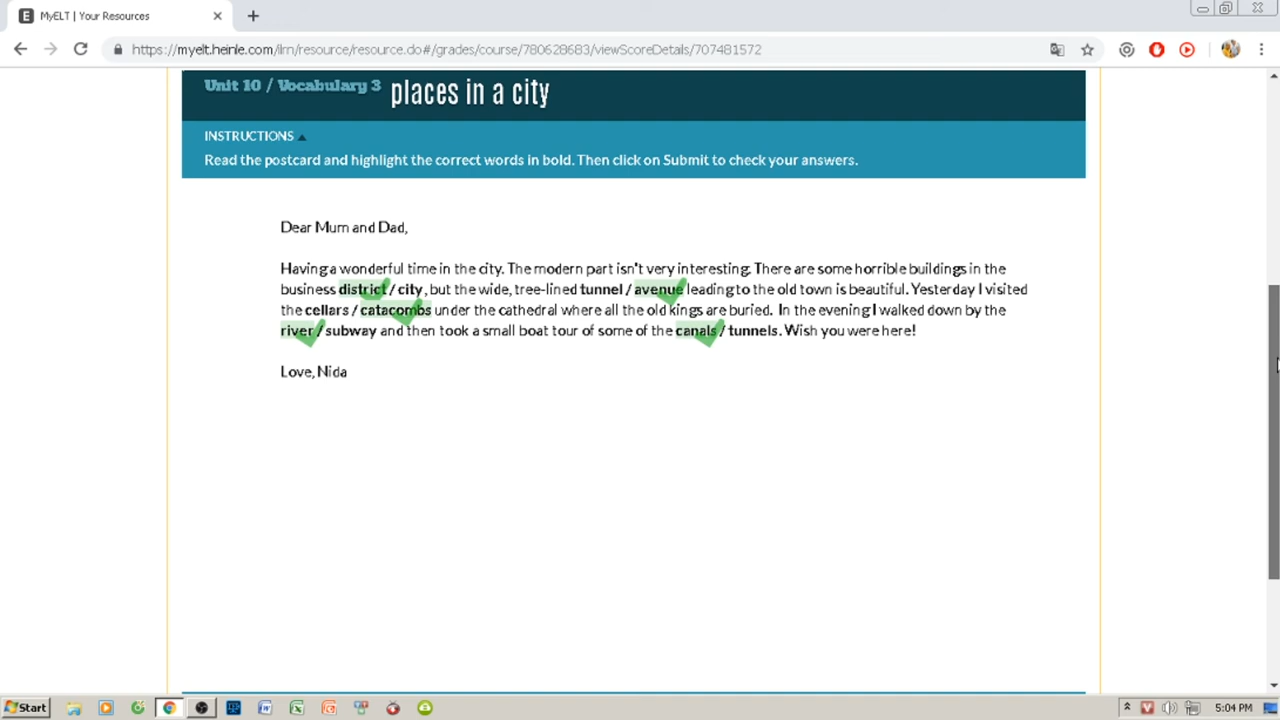 MyELT | Your Resources
https://myelt.heinle.com/ilrn/resource/resource.do#/grades/course/780628683/viewScoreDetails/707481572
Unit 10 / Vocabulary 3 places in a city
INSTRUCTIONS
Read the postcard and highlight the correct words in bold. Then click on Submit to check your answers.
Dear Mum and Dad,
Having a wonderful time in the city. The modern part isn't very interesting. There are some horrible buildings in the
business district / city, but the wide, tree-lined tunnel / avenue leading to the old town is beautiful. Yesterday I visited
the cellars / catacombs under the cathedral where all the old kings are buried. In the evening I walked down by the
river / subway and then took a small boat tour of some of the canals / tunnels. Wish you were here!
Love, Nida
Start
5:04 PM